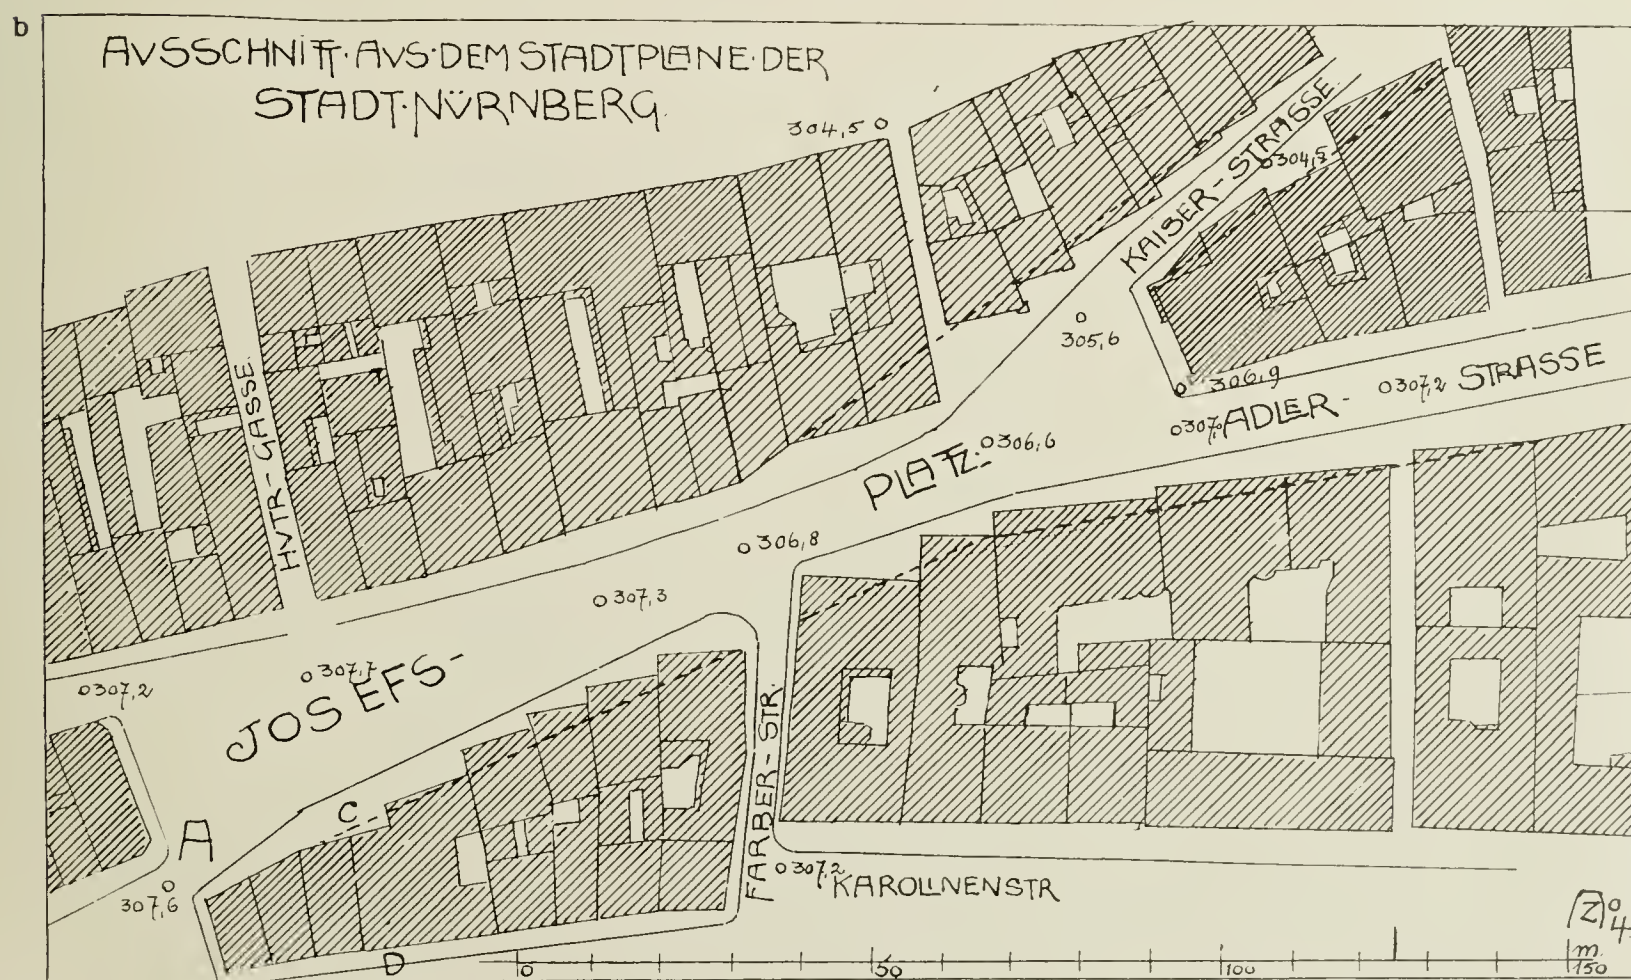 b
AVSSCHNITT·AVS·DEM STADTPLANE·DER
STADT·NÜRNBERG
304,5
KAISER-STRASSE.
304,5
305,6
306,9
307,2 STRASSE
ADLER-
PLATZ.
306,6
HVTR-GASSE
306,8
307,3
307,7
307,2
JOSEFS-
FARBER-STR.
C
A
307,6
307,2
KAROLINENSTR
D
0
50
100
m.
150